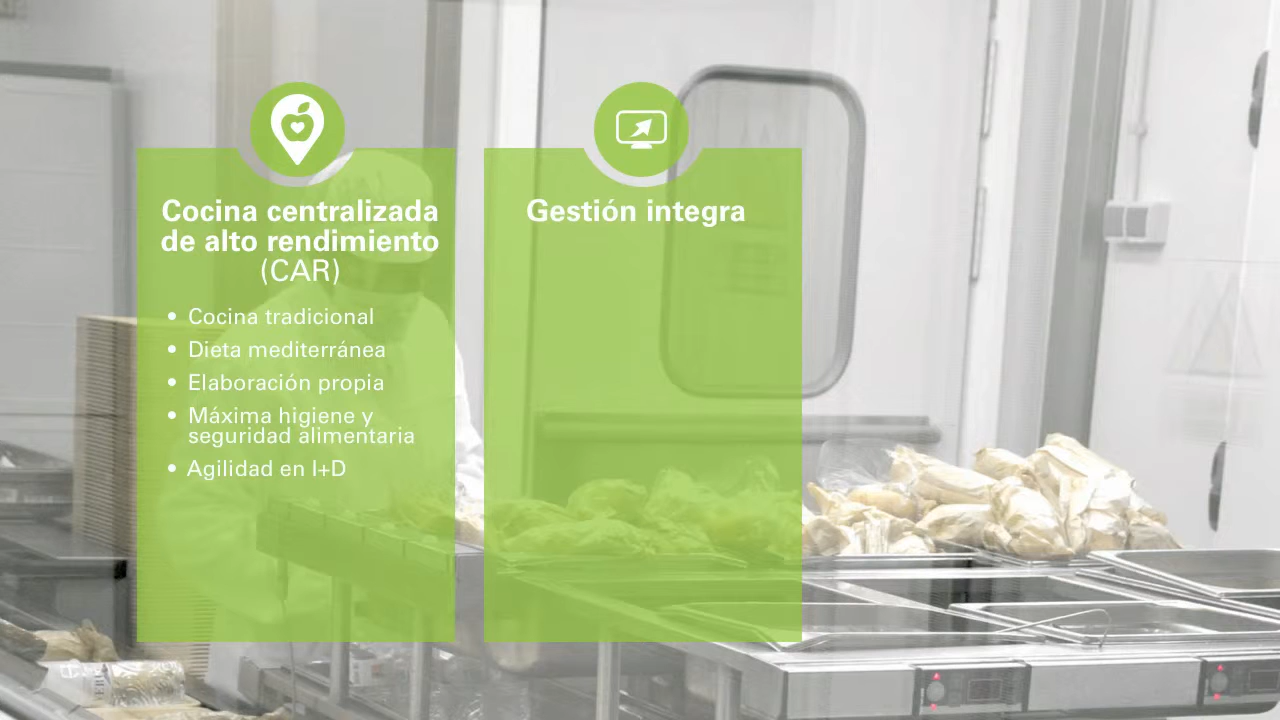 Cocina centralizada
de alto rendimiento
(CAR)
• Cocina tradicional
• Dieta mediterránea
• Elaboración propia
• Máxima higiene y
seguridad alimentaria
• Agilidad en I+D
Gestión integra